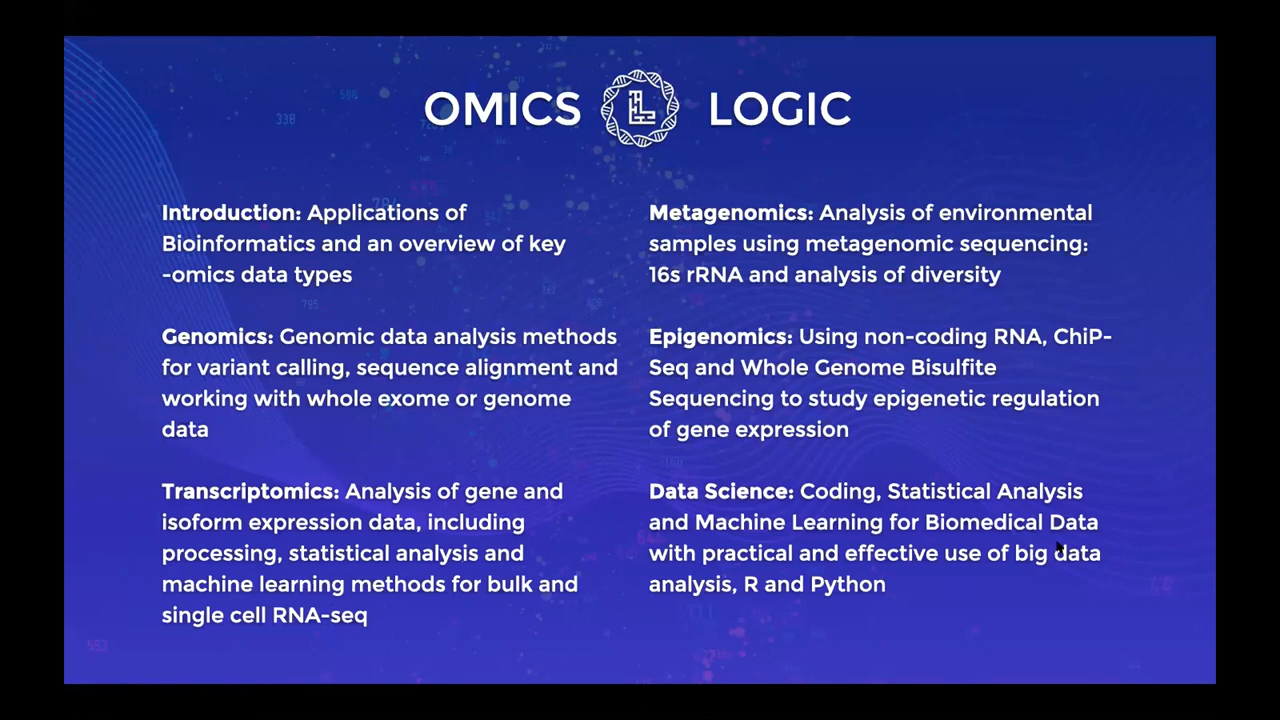 OMICS LOGIC
Introduction: Applications of
Bioinformatics and an overview of key
-omics data types
Genomics: Genomic data analysis methods
for variant calling, sequence alignment and
working with whole exome or genome
data
Transcriptomics: Analysis of gene and
isoform expression data, including
processing, statistical analysis and
machine learning methods for bulk and
single cell RNA-seq
Metagenomics: Analysis of environmental
samples using metagenomic sequencing:
16s rRNA and analysis of diversity
Epigenomics: Using non-coding RNA, ChiP-
Seq and Whole Genome Bisulfite
Sequencing to study epigenetic regulation
of gene expression
Data Science: Coding, Statistical Analysis
and Machine Learning for Biomedical Data
with practical and effective use of big data
analysis, R and Python
338
795
553